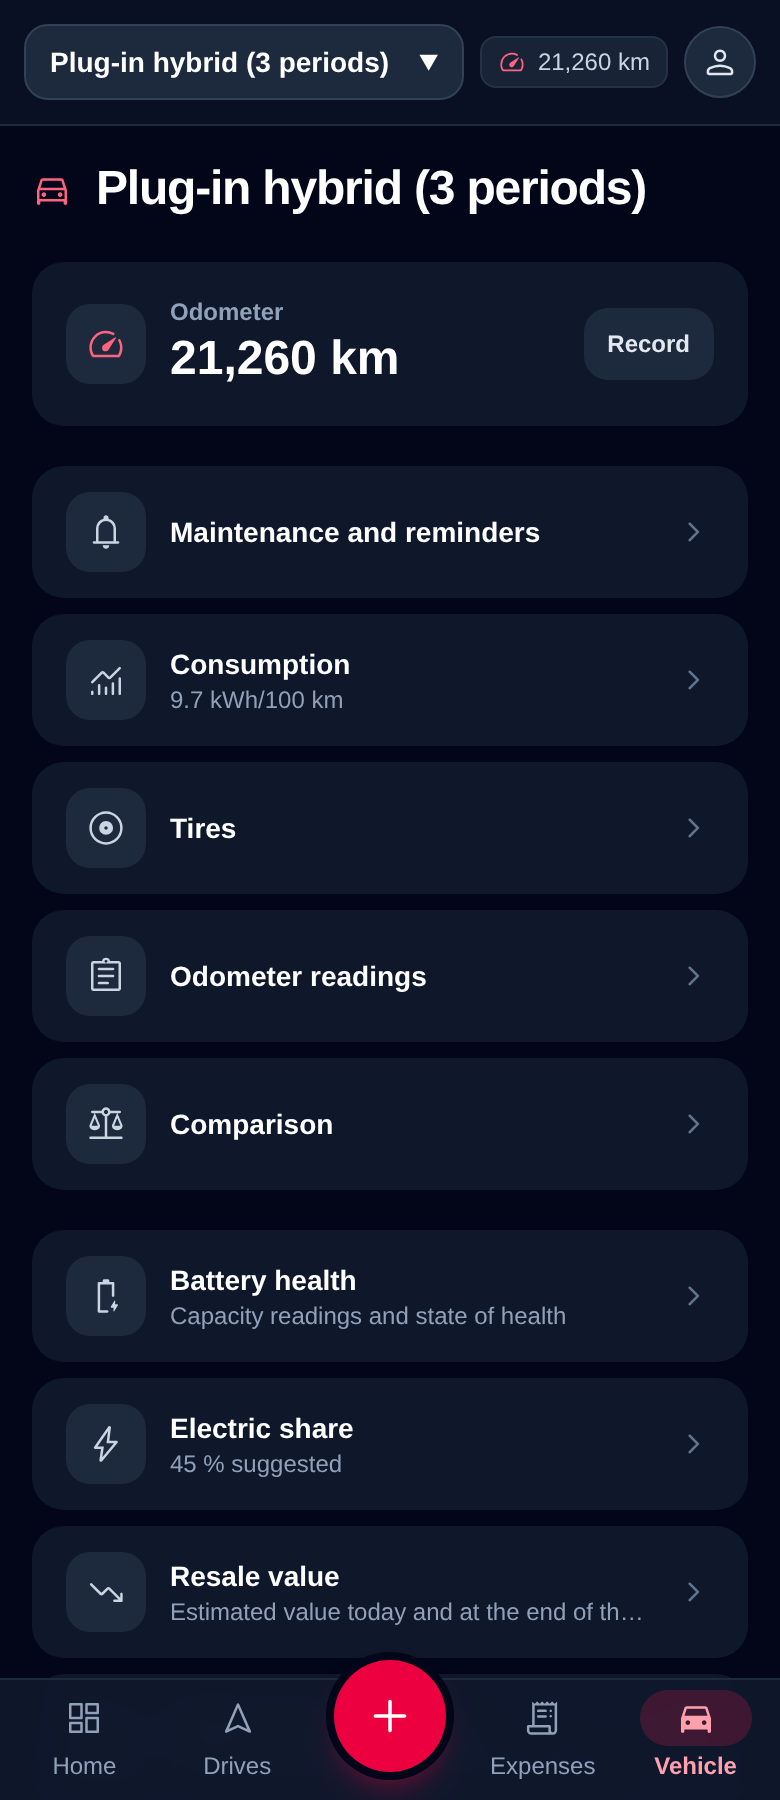 Plug-in hybrid (3 periods) ▼
21,260 km
Plug-in hybrid (3 periods)
Odometer
21,260 km
Record
Maintenance and reminders
Consumption
9.7 kWh/100 km
Tires
Odometer readings
Comparison
Battery health
Capacity readings and state of health
Electric share
45 % suggested
Resale value
Estimated value today and at the end of th…
Home
Drives
Expenses
Vehicle